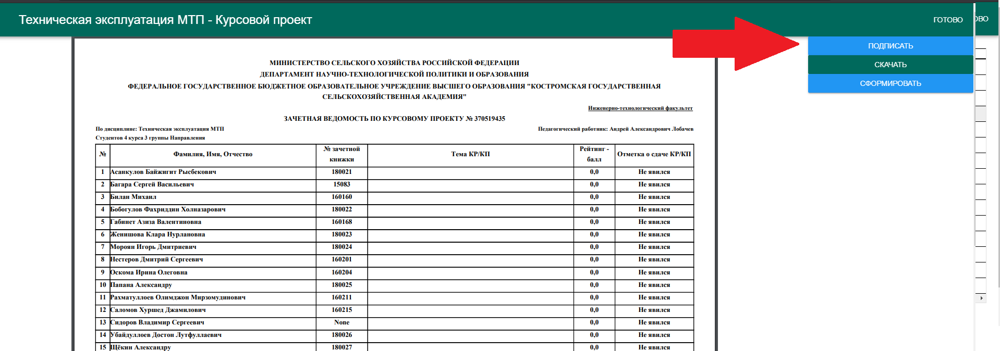 Техническая эксплуатация МТП - Курсовой проект
ГОТОВО
ОВО
ПОДПИСАТЬ
СКАЧАТЬ
СФОРМИРОВАТЬ
МИНИСТЕРСТВО СЕЛЬСКОГО ХОЗЯЙСТВА РОССИЙСКОЙ ФЕДЕРАЦИИ
ДЕПАРТАМЕНТ НАУЧНО-ТЕХНОЛОГИЧЕСКОЙ ПОЛИТИКИ И ОБРАЗОВАНИЯ
ФЕДЕРАЛЬНОЕ ГОСУДАРСТВЕННОЕ БЮДЖЕТНОЕ ОБРАЗОВАТЕЛЬНОЕ УЧРЕЖДЕНИЕ ВЫСШЕГО ОБРАЗОВАНИЯ "КОСТРОМСКАЯ ГОСУДАРСТВЕННАЯ
СЕЛЬСКОХОЗЯЙСТВЕННАЯ АКАДЕМИЯ"
Инженерно-технологический факультет
ЗАЧЕТНАЯ ВЕДОМОСТЬ ПО КУРСОВОМУ ПРОЕКТУ № 370519435
По дисциплине: Техническая эксплуатация МТП Педагогический работник: Андрей Александрович Лобачев
Студентов 4 курса 3 группы Направления
№ Фамилия, Имя, Отчество № зачетной книжки Тема КР/КП Рейтинг - балл Отметка о сдаче КР/КП
1 Асанкулов Байжигит Рысбекович 180021 0,0 Не явился
2 Багара Сергей Васильевич 15083 0,0 Не явился
3 Билан Михаил 160160 0,0 Не явился
4 Бобогулов Фахриддин Холназарович 180022 0,0 Не явился
5 Габинет Азиза Валентиновна 160168 0,0 Не явился
6 Женишова Клара Нурлановна 180023 0,0 Не явился
7 Мороян Игорь Дмитриевич 180024 0,0 Не явился
8 Нестеров Дмитрий Сергеевич 160201 0,0 Не явился
9 Оскома Ирина Олеговна 160204 0,0 Не явился
10 Папана Александру 180025 0,0 Не явился
11 Рахматуллоев Олимджон Мирзомудинович 160211 0,0 Не явился
12 Саломов Хуршед Джамилович 160215 0,0 Не явился
13 Сидоров Владимир Сергеевич None 0,0 Не явился
14 Убайдуллоев Достон Лутфуллаевич 180026 0,0 Не явился
15 Щёкин Александру 180027 0,0 Не явился